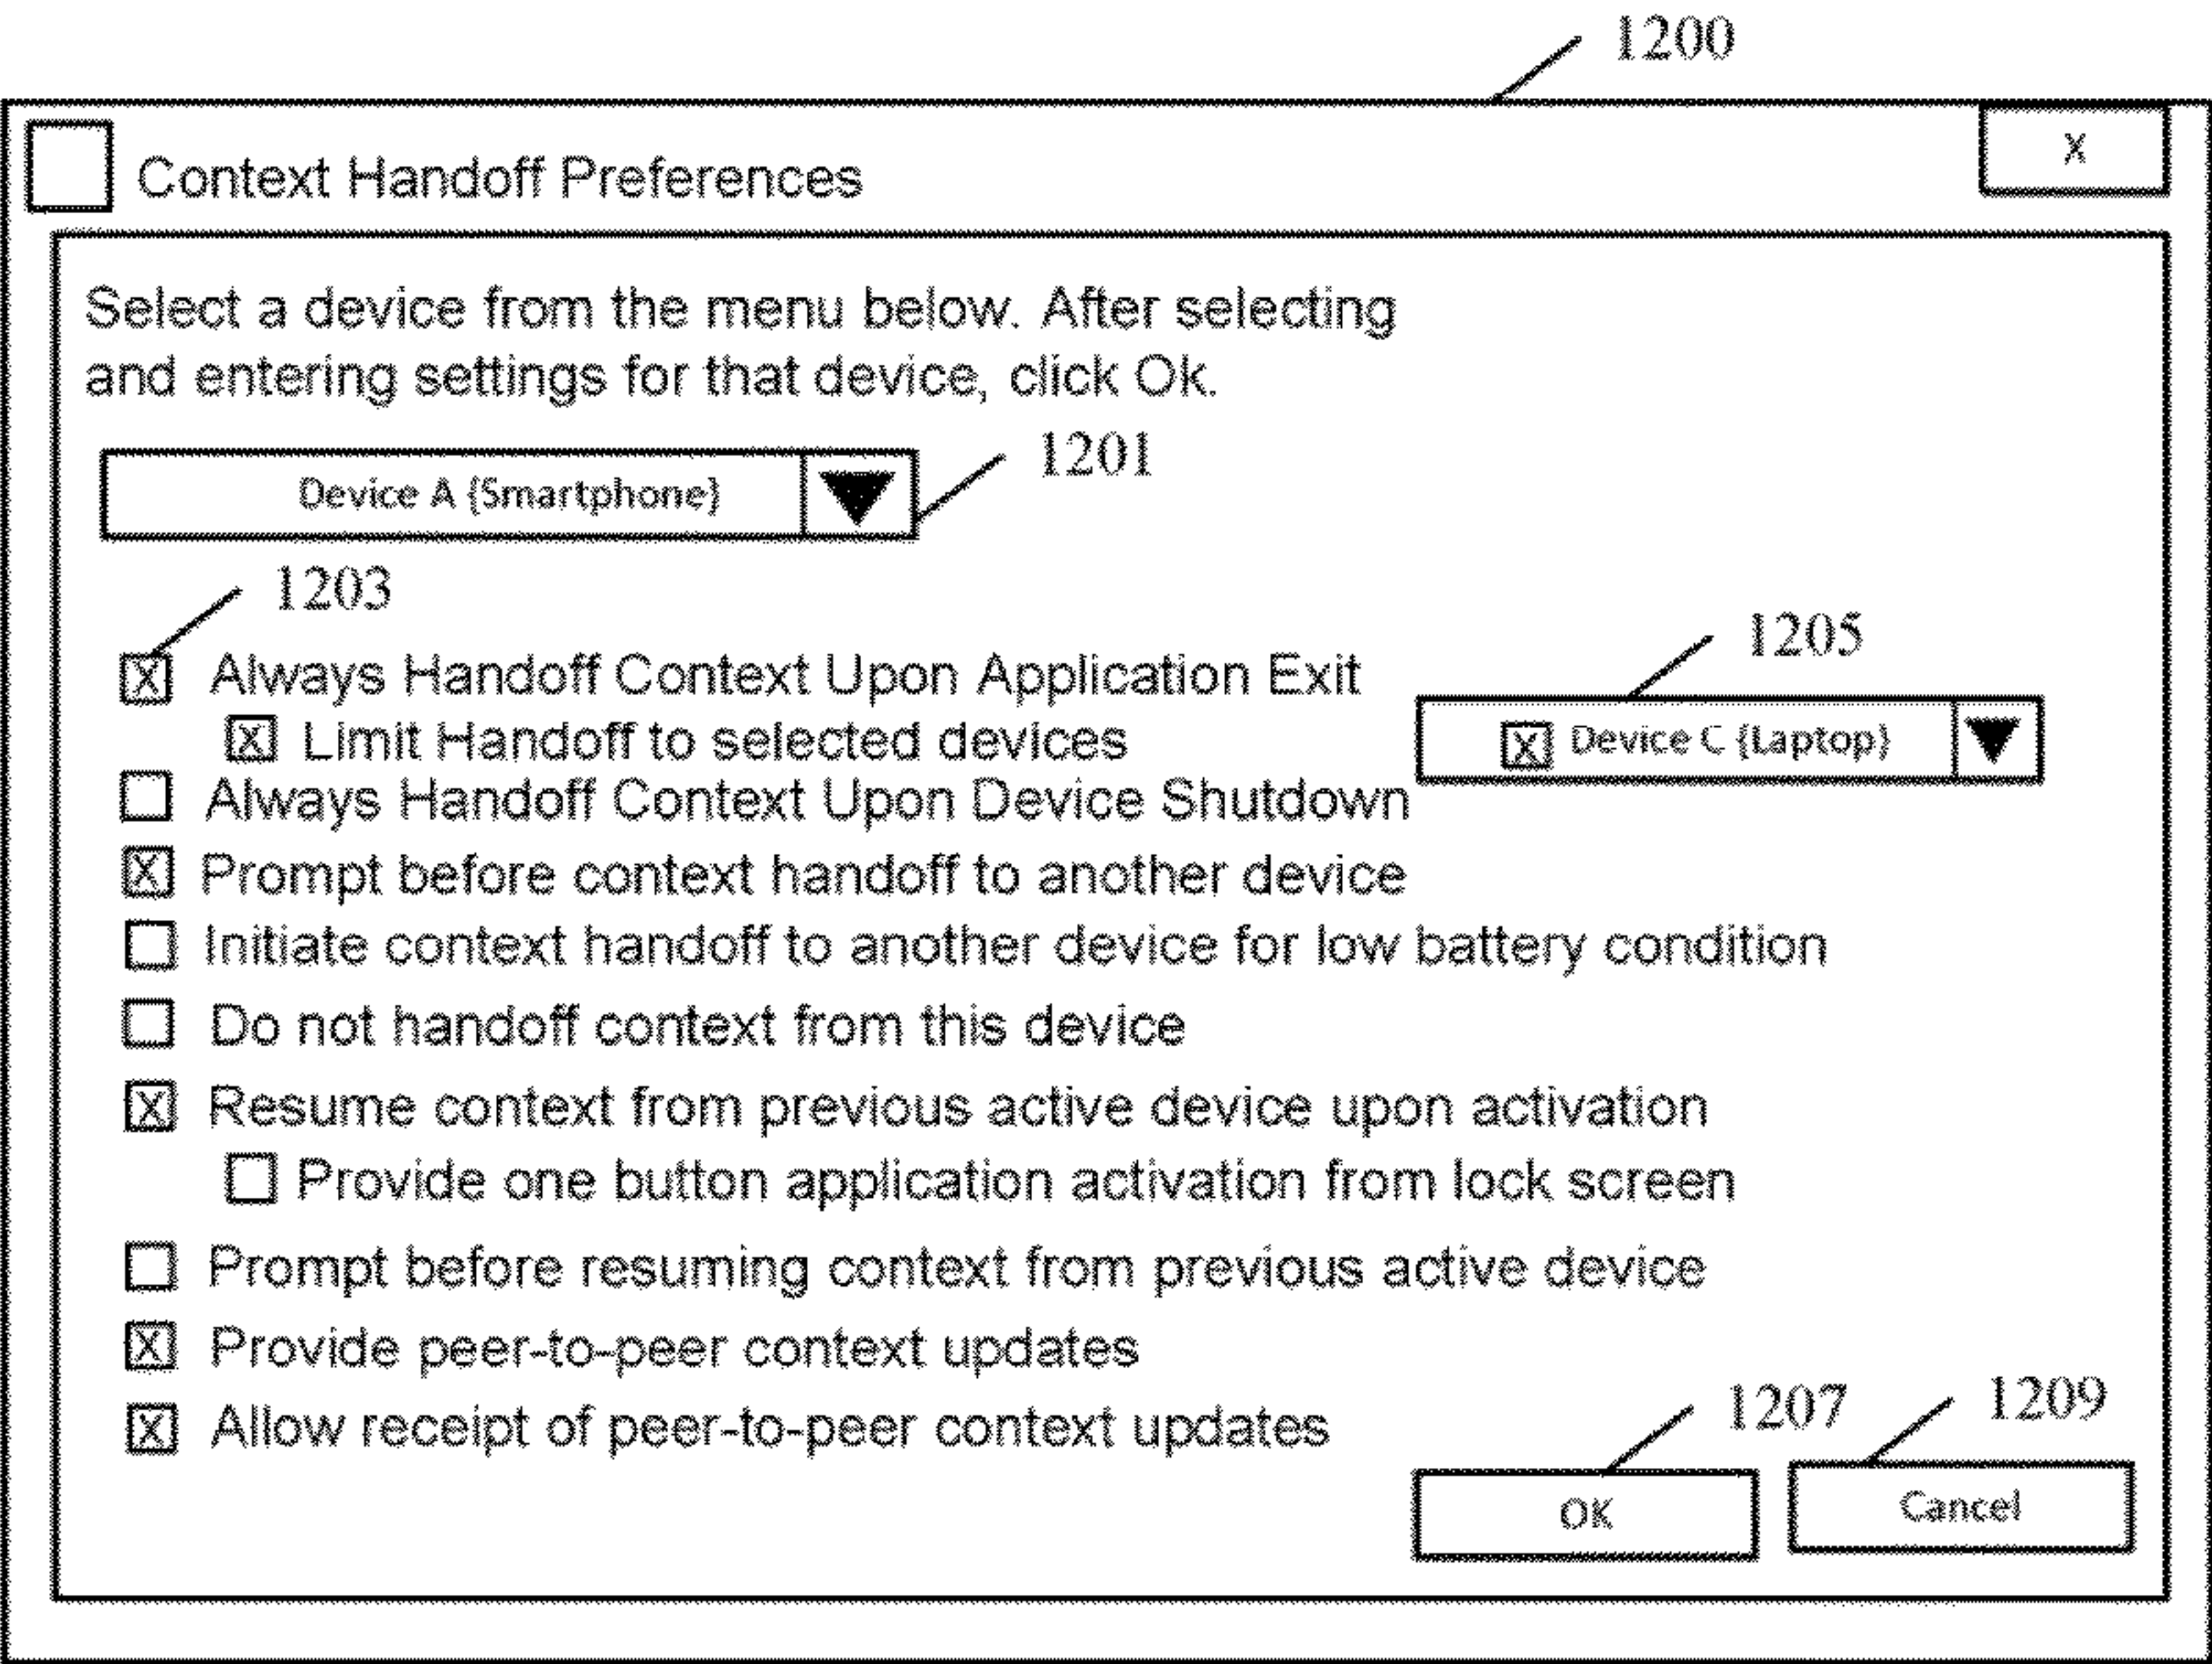 1200
Context Handoff Preferences
X
Select a device from the menu below. After selecting
and entering settings for that device, click Ok.
1201
Device A {Smartphone}
1203
1205
X Always Handoff Context Upon Application Exit
X Limit Handoff to selected devices
X Device C {Laptop}
Always Handoff Context Upon Device Shutdown
X Prompt before context handoff to another device
Initiate context handoff to another device for low battery condition
Do not handoff context from this device
X Resume context from previous active device upon activation
Provide one button application activation from lock screen
Prompt before resuming context from previous active device
X Provide peer-to-peer context updates
X Allow receipt of peer-to-peer context updates
1207
1209
OK
Cancel